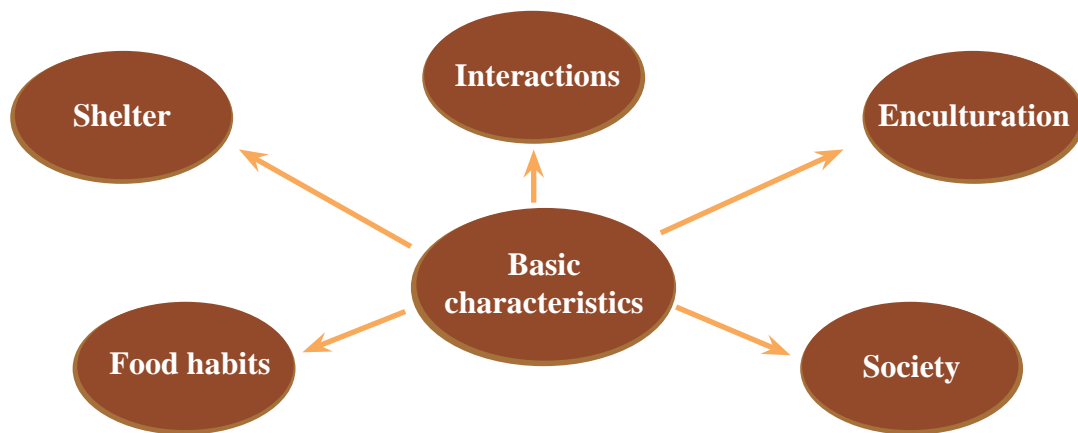 Interactions
Shelter
Enculturation
Basic
characteristics
Food habits
Society